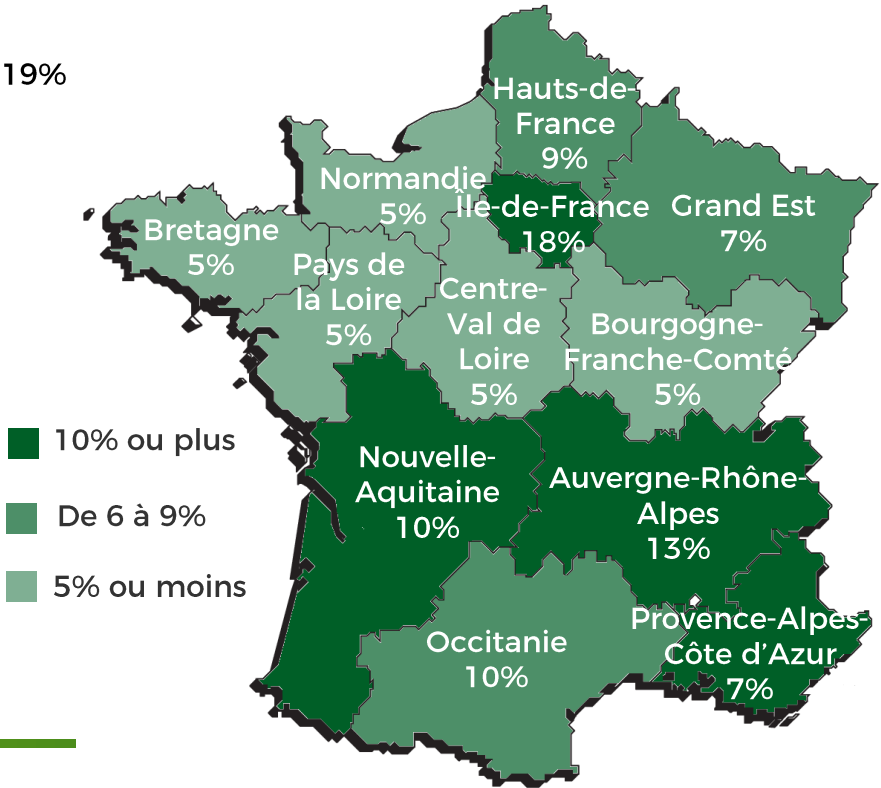 19%
Hauts-de-
France
9%
Normandie
5%
Île-de-France
18%
Grand Est
7%
Bretagne
5%
Pays de
la Loire
5%
Centre-
Val de
Loire
5%
Bourgogne-
Franche-Comté
5%
10% ou plus
De 6 à 9%
5% ou moins
Nouvelle-
Aquitaine
10%
Auvergne-Rhône-
Alpes
13%
Occitanie
10%
Provence-Alpes-
Côte d'Azur
7%